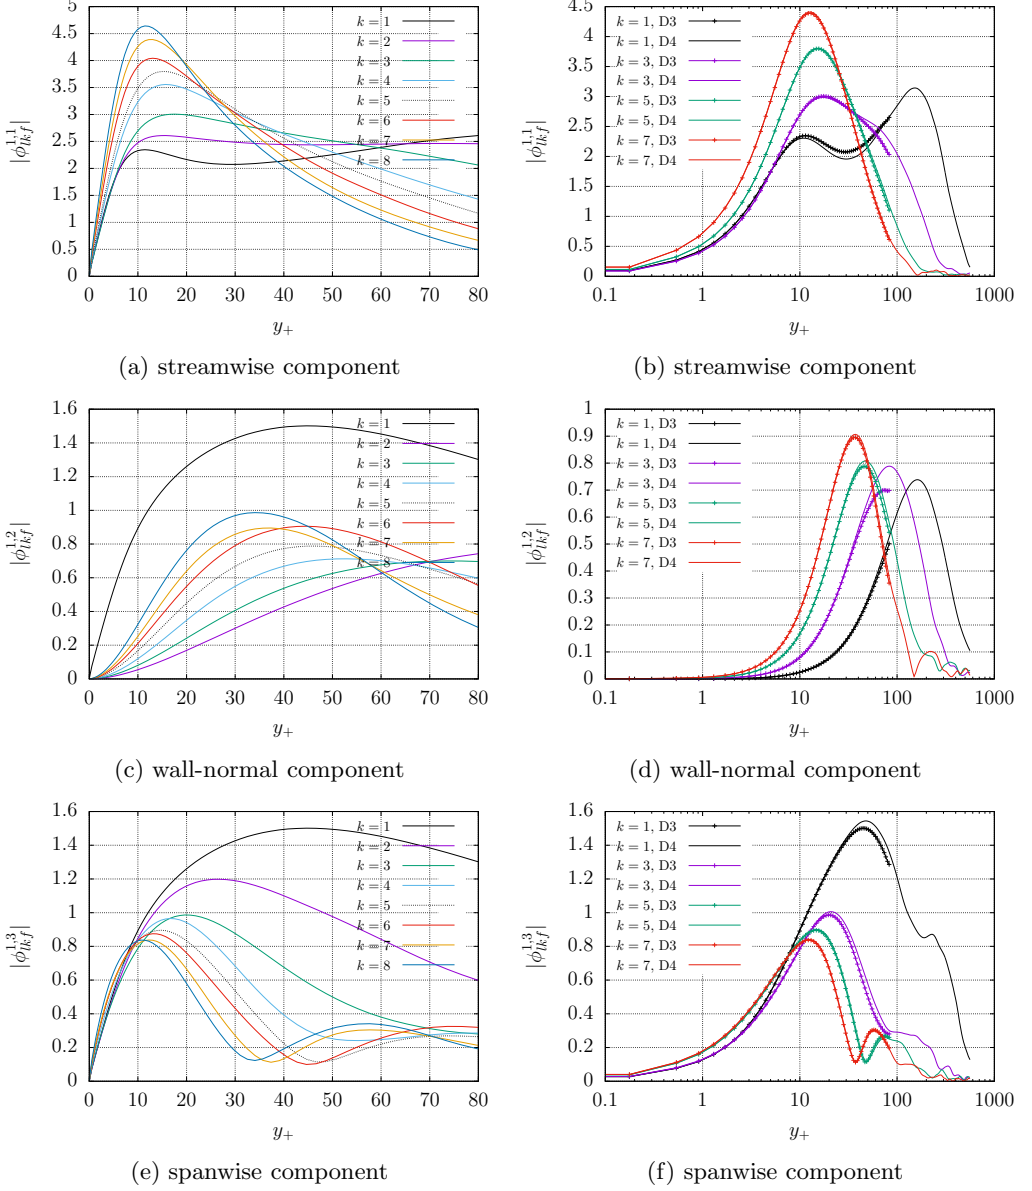 |ϕ^{1,1}_{lkf}|
5
4.5
4
3.5
3
2.5
2
1.5
1
0.5
0
k = 1
k = 2
k = 3
k = 4
k = 5
k = 6
k = 7
k = 8
0 10 20 30 40 50 60 70 80
y+
(a) streamwise component
|ϕ^{1,1}_{lkf}|
4.5
4
3.5
3
2.5
2
1.5
1
0.5
0
k = 1, D3
k = 1, D4
k = 3, D3
k = 3, D4
k = 5, D3
k = 5, D4
k = 7, D3
k = 7, D4
0.1 1 10 100 1000
y+
(b) streamwise component
|ϕ^{1,2}_{lkf}|
1.6
1.4
1.2
1
0.8
0.6
0.4
0.2
0
k = 1
k = 2
k = 3
k = 4
k = 5
k = 6
k = 7
k = 8
0 10 20 30 40 50 60 70 80
y+
(c) wall-normal component
|ϕ^{1,2}_{lkf}|
1
0.9
0.8
0.7
0.6
0.5
0.4
0.3
0.2
0.1
0
k = 1, D3
k = 1, D4
k = 3, D3
k = 3, D4
k = 5, D3
k = 5, D4
k = 7, D3
k = 7, D4
0.1 1 10 100 1000
y+
(d) wall-normal component
|ϕ^{1,3}_{lkf}|
1.6
1.4
1.2
1
0.8
0.6
0.4
0.2
0
k = 1
k = 2
k = 3
k = 4
k = 5
k = 6
k = 7
k = 8
0 10 20 30 40 50 60 70 80
y+
(e) spanwise component
|ϕ^{1,3}_{lkf}|
1.6
1.4
1.2
1
0.8
0.6
0.4
0.2
0
k = 1, D3
k = 1, D4
k = 3, D3
k = 3, D4
k = 5, D3
k = 5, D4
k = 7, D3
k = 7, D4
0.1 1 10 100 1000
y+
(f) spanwise component